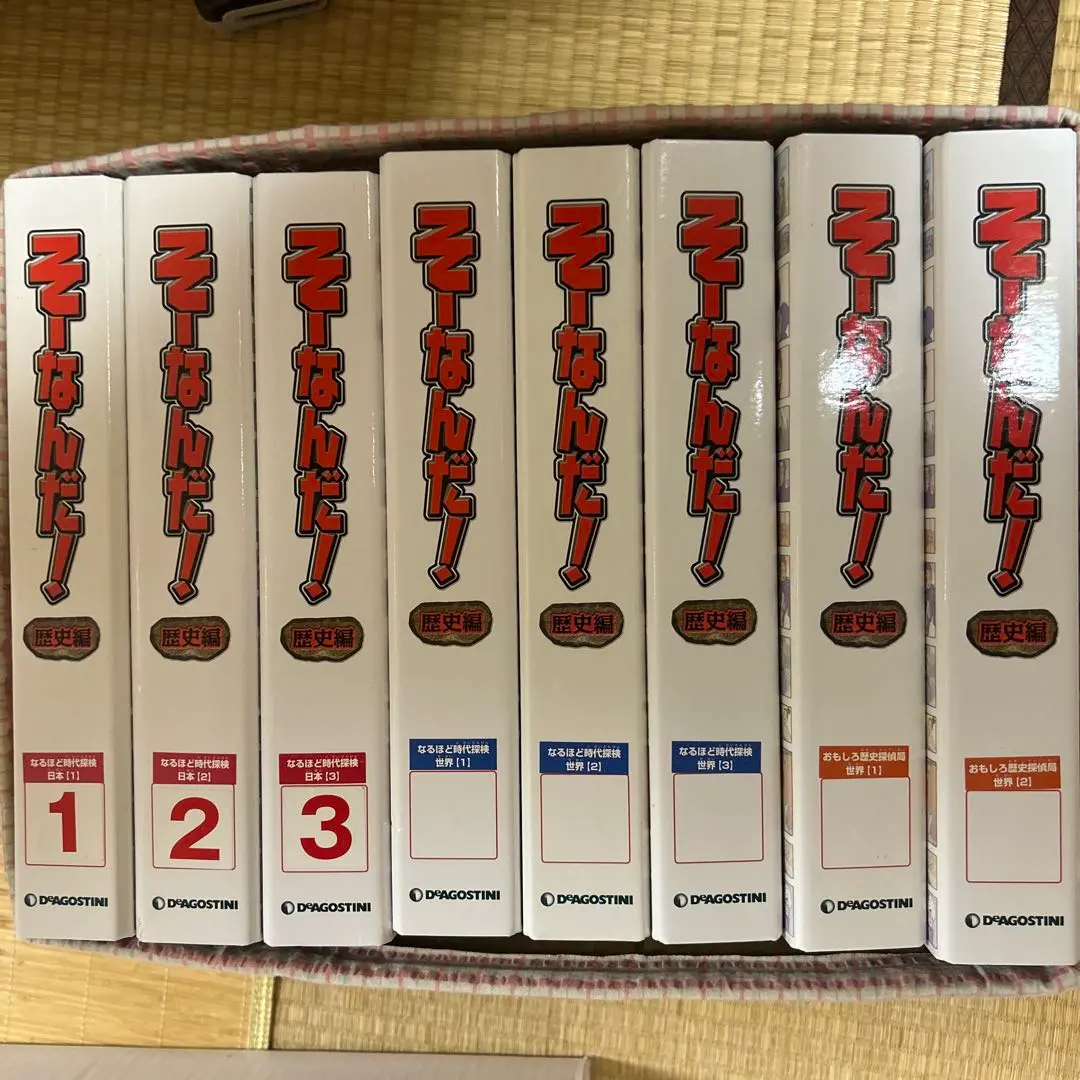 そーなんだ!
歴史編
なるほど時代探検
日本【1】
1
DeAGOSTINI
そーなんだ!
歴史編
なるほど時代探検
日本【2】
2
DeAGOSTINI
そーなんだ!
歴史編
なるほど時代探検
日本【3】
3
DeAGOSTINI
そーなんだ!
歴史編
なるほど時代探検
世界【1】
DeAGOSTINI
そーなんだ!
歴史編
なるほど時代探検
世界【2】
DeAGOSTINI
そーなんだ!
歴史編
なるほど時代探検
世界【3】
DeAGOSTINI
そーなんだ!
歴史編
おもしろ歴史探偵局
世界【1】
DeAGOSTINI
そーなんだ!
歴史編
おもしろ歴史探偵局
世界【2】
DeAGOSTINI